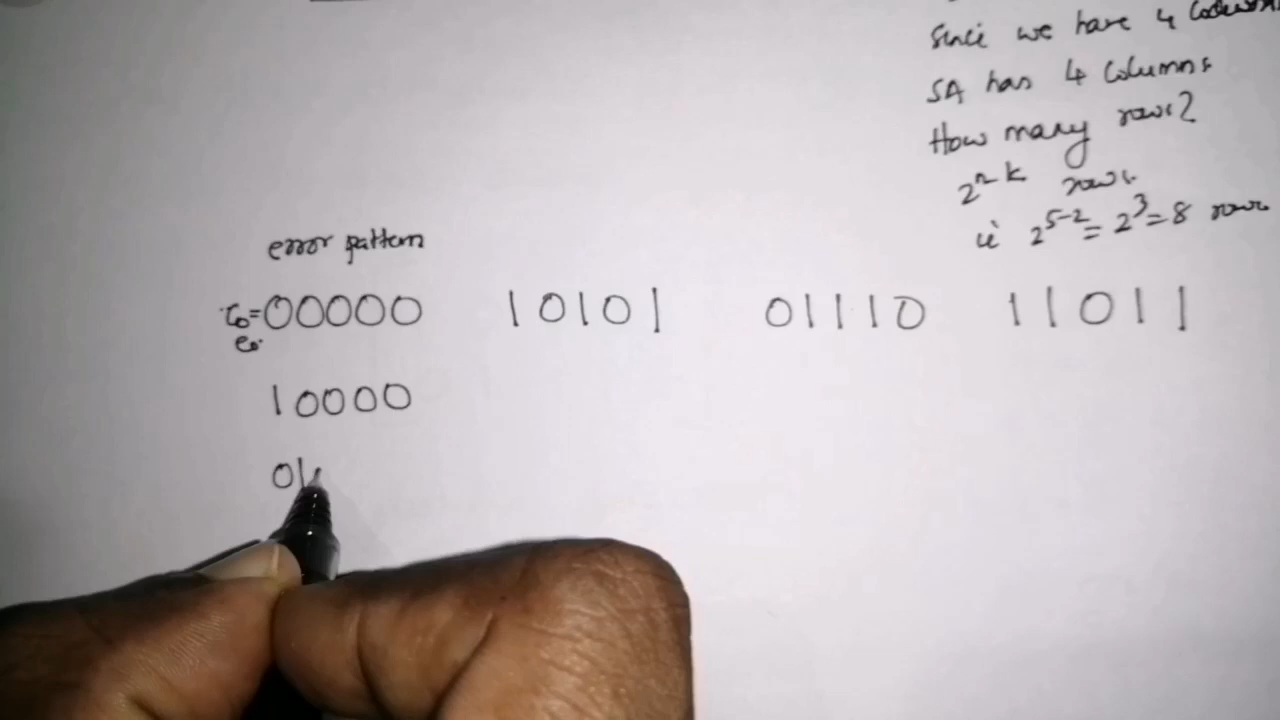 Since we have 4 codewo
SA has 4 columns
How many rows?
2^n-k rows.
ie 2^5-2 = 2^3 = 8 rows
error pattern
= 00000 10101 01110 11011
e0.
10000
01